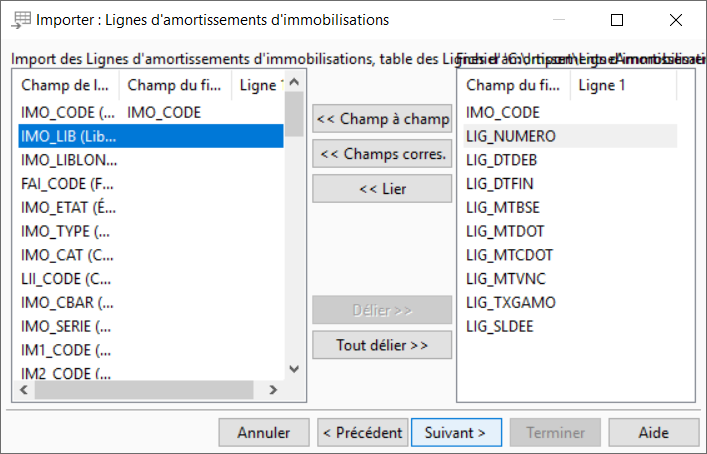 Importer : Lignes d'amortissements d'immobilisations
Import des Lignes d'amortissements d'immobilisations, table des Lignes d'amortissements d'immobilisations
Champ de l... Champ du fi... Ligne 1
IMO_CODE (... IMO_CODE
IMO_LIB (Lib...
IMO_LIBLON...
FAI_CODE (F...
IMO_ETAT (É...
IMO_TYPE (...
IMO_CAT (C...
LII_CODE (C...
IMO_CBAR (...
IMO_SERIE (...
IM1_CODE (...
IM2_CODE (...
<< Champ à champ
<< Champs corres.
<< Lier
Délier >>
Tout délier >>
Champ du fi... Ligne 1
IMO_CODE
LIG_NUMERO
LIG_DTDEB
LIG_DTFIN
LIG_MTBSE
LIG_MTDOT
LIG_MTCDOT
LIG_MTVNC
LIG_TXGAMO
LIG_SLDEE
Annuler < Précédent Suivant > Terminer Aide